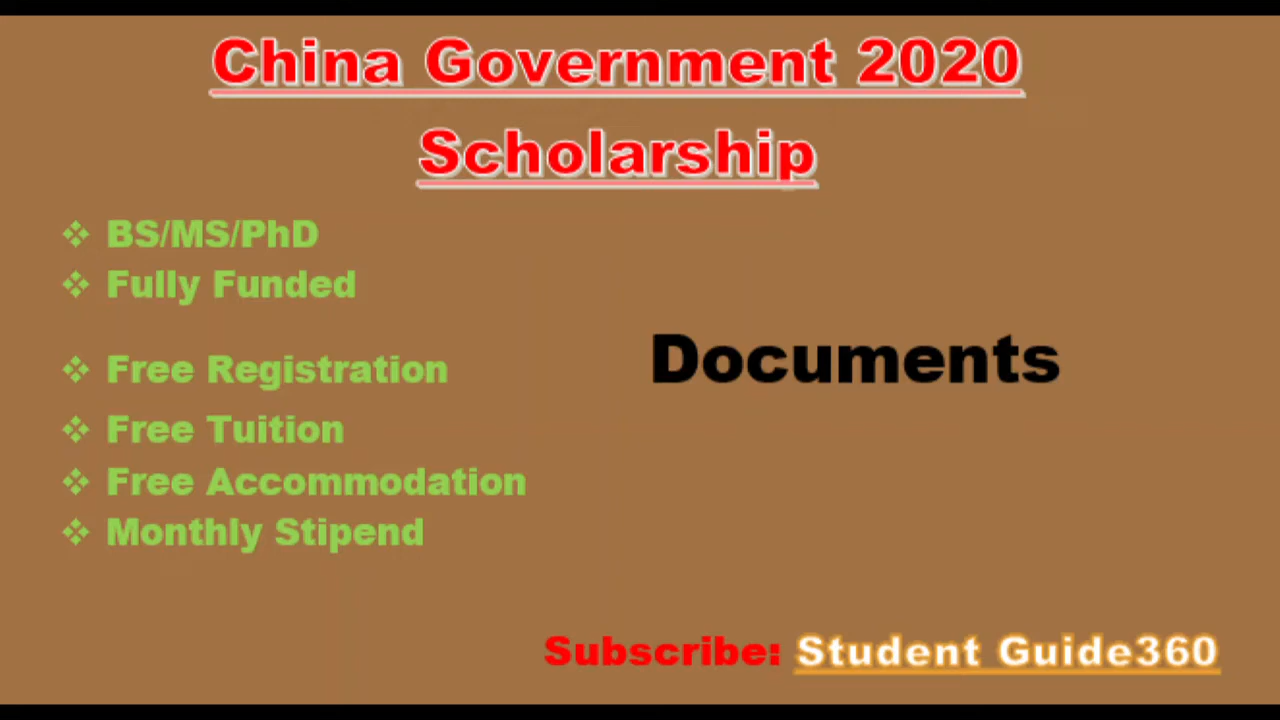 China Government 2020
Scholarship
BS/MS/PhD
Fully Funded
Free Registration
Free Tuition
Free Accommodation
Monthly Stipend
Documents
Subscribe: Student Guide360